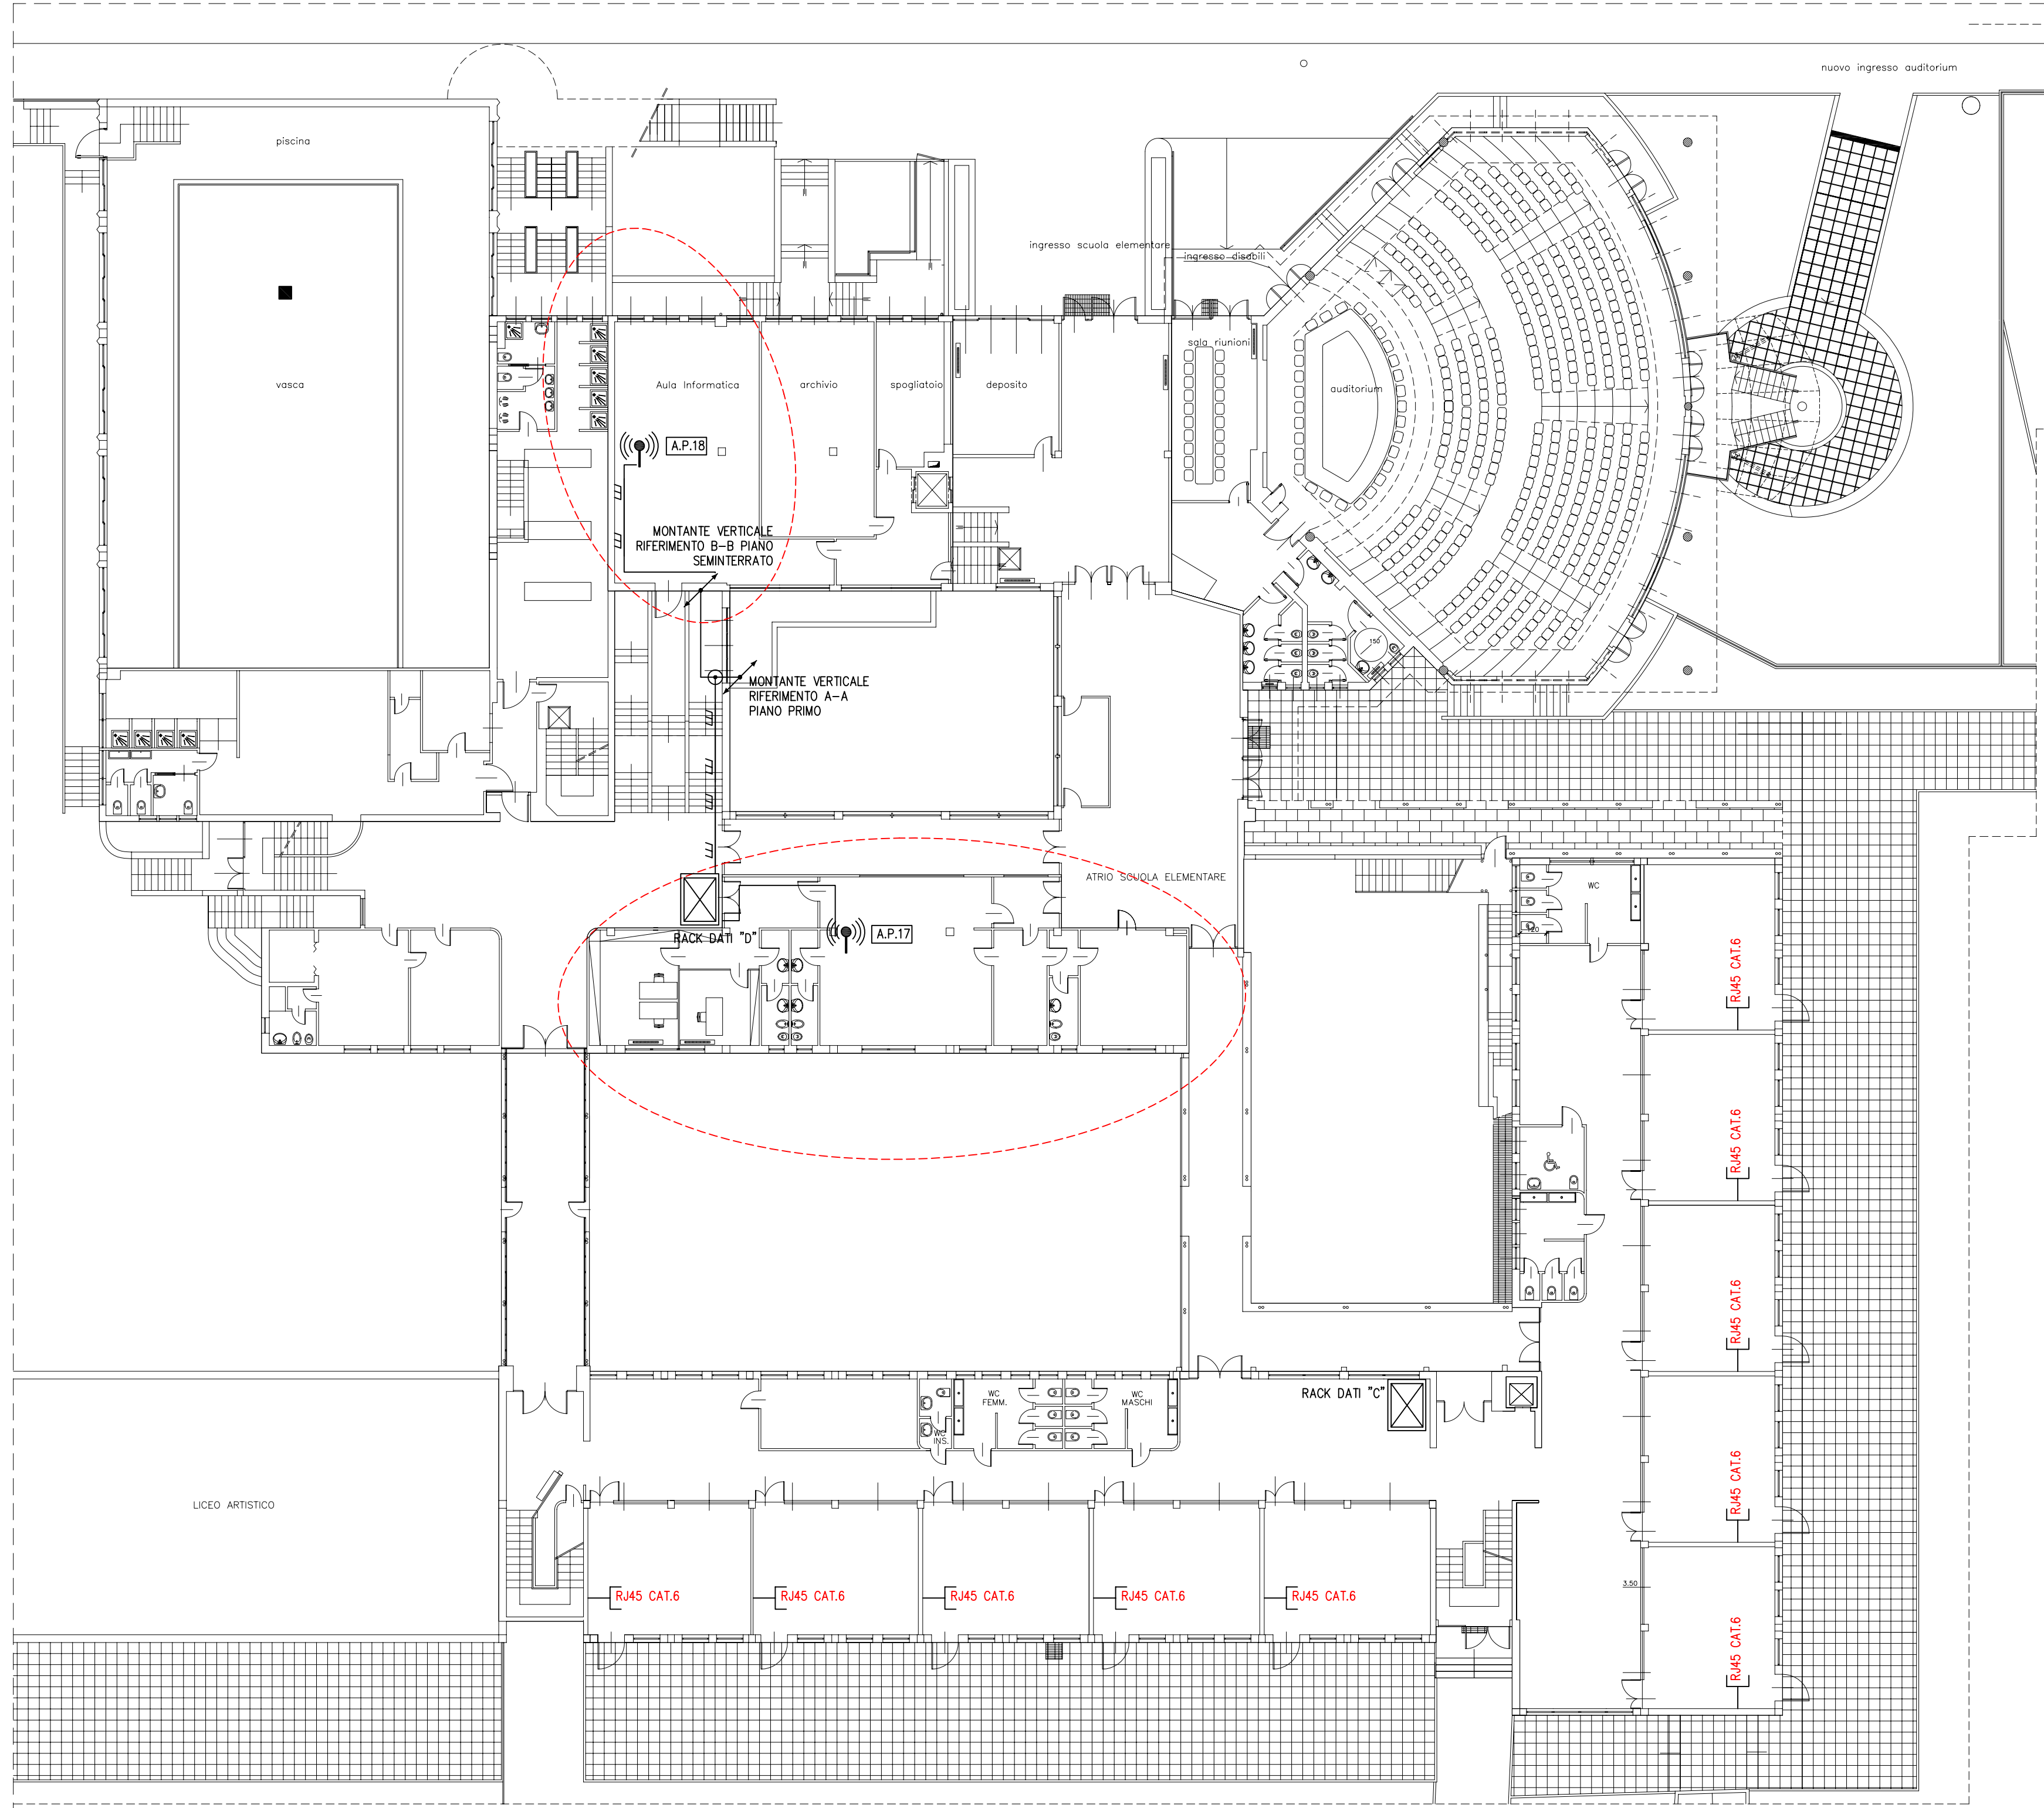 nuovo ingresso auditorium
piscina
ingresso scuola elementare
ingresso disabili
sala riunioni
vasca
Aula Informatica
archivio
spogliatoio
deposito
auditorium
A.P.18
MONTANTE VERTICALE
RIFERIMENTO B-B PIANO
SEMINTERRATO
150
MONTANTE VERTICALE
RIFERIMENTO A-A
PIANO PRIMO
ATRIO SCUOLA ELEMENTARE
WC
RACK DATI "D"
A.P.17
120
RJ45 CAT.6
RJ45 CAT.6
RJ45 CAT.6
RJ45 CAT.6
RJ45 CAT.6
WC
FEMM.
WC
MASCHI
WC
INS.
RACK DATI "C"
LICEO ARTISTICO
3.50
RJ45 CAT.6
RJ45 CAT.6
RJ45 CAT.6
RJ45 CAT.6
RJ45 CAT.6